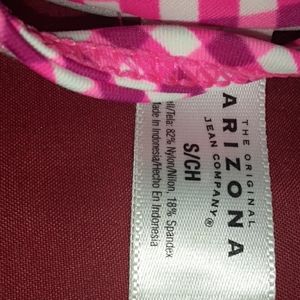 THE ORIGINAL
ARIZONA
JEAN COMPANY®
S/CH
82% Nylon/Nilon, 18% Spandex
Made In Indonesia/Hecho En Indonesia